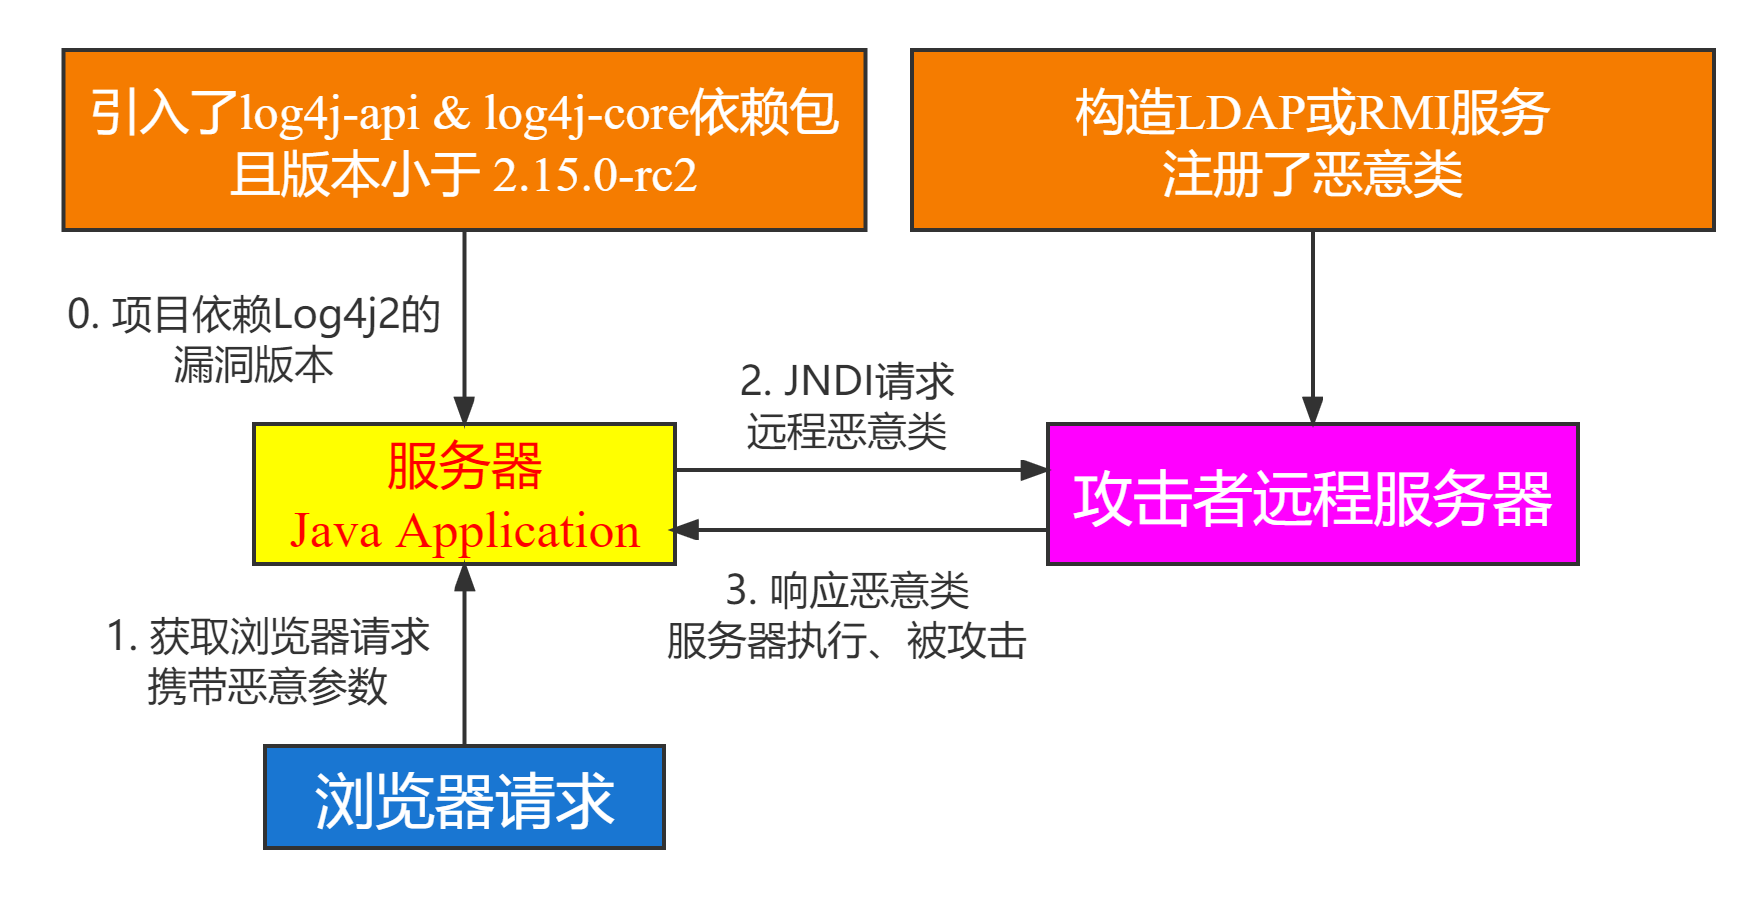 引入了log4j-api & log4j-core依赖包
且版本小于 2.15.0-rc2
构造LDAP或RMI服务
注册了恶意类
0. 项目依赖Log4j2的
漏洞版本
2. JNDI请求
远程恶意类
服务器
Java Application
攻击者远程服务器
3. 响应恶意类
服务器执行、被攻击
1. 获取浏览器请求
携带恶意参数
浏览器请求